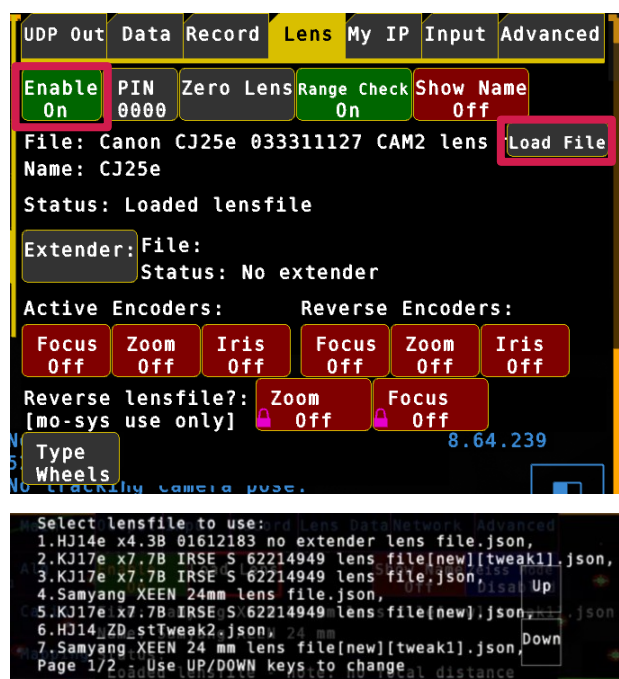 UDP Out Data Record Lens My IP Input Advanced
Enable On PIN 0000 Zero Lens Range Check On Show Name Off
File: Canon CJ25e 033311127 CAM2 lens Load File
Name: CJ25e
Status: Loaded lensfile
Extender: File:
Status: No extender
Active Encoders: Reverse Encoders:
Focus Off Zoom Off Iris Off Focus Off Zoom Off Iris Off
Reverse lensfile?: Zoom Off Focus Off
[mo-sys use only]
8.64.239
Type Wheels
No tracking camera pose.
Select lensfile to use:
1.HJ14e x4.3B 01612183 no extender lens file.json,
2.KJ17e x7.7B IRSE S 62214949 lens file[new][tweak1].json,
3.KJ17e x7.7B IRSE S 62214949 lens file.json,
4.Samyang XEEN 24mm lens file.json,
Up
5.KJ17e x7.7B IRSE S 62214949 lens file[new].json,
6.HJ14 ZD stTweak2.json,
7.Samyang XEEN 24 mm lens file[new][tweak1].json,
Down
Page 1/2 - Use UP/DOWN keys to change